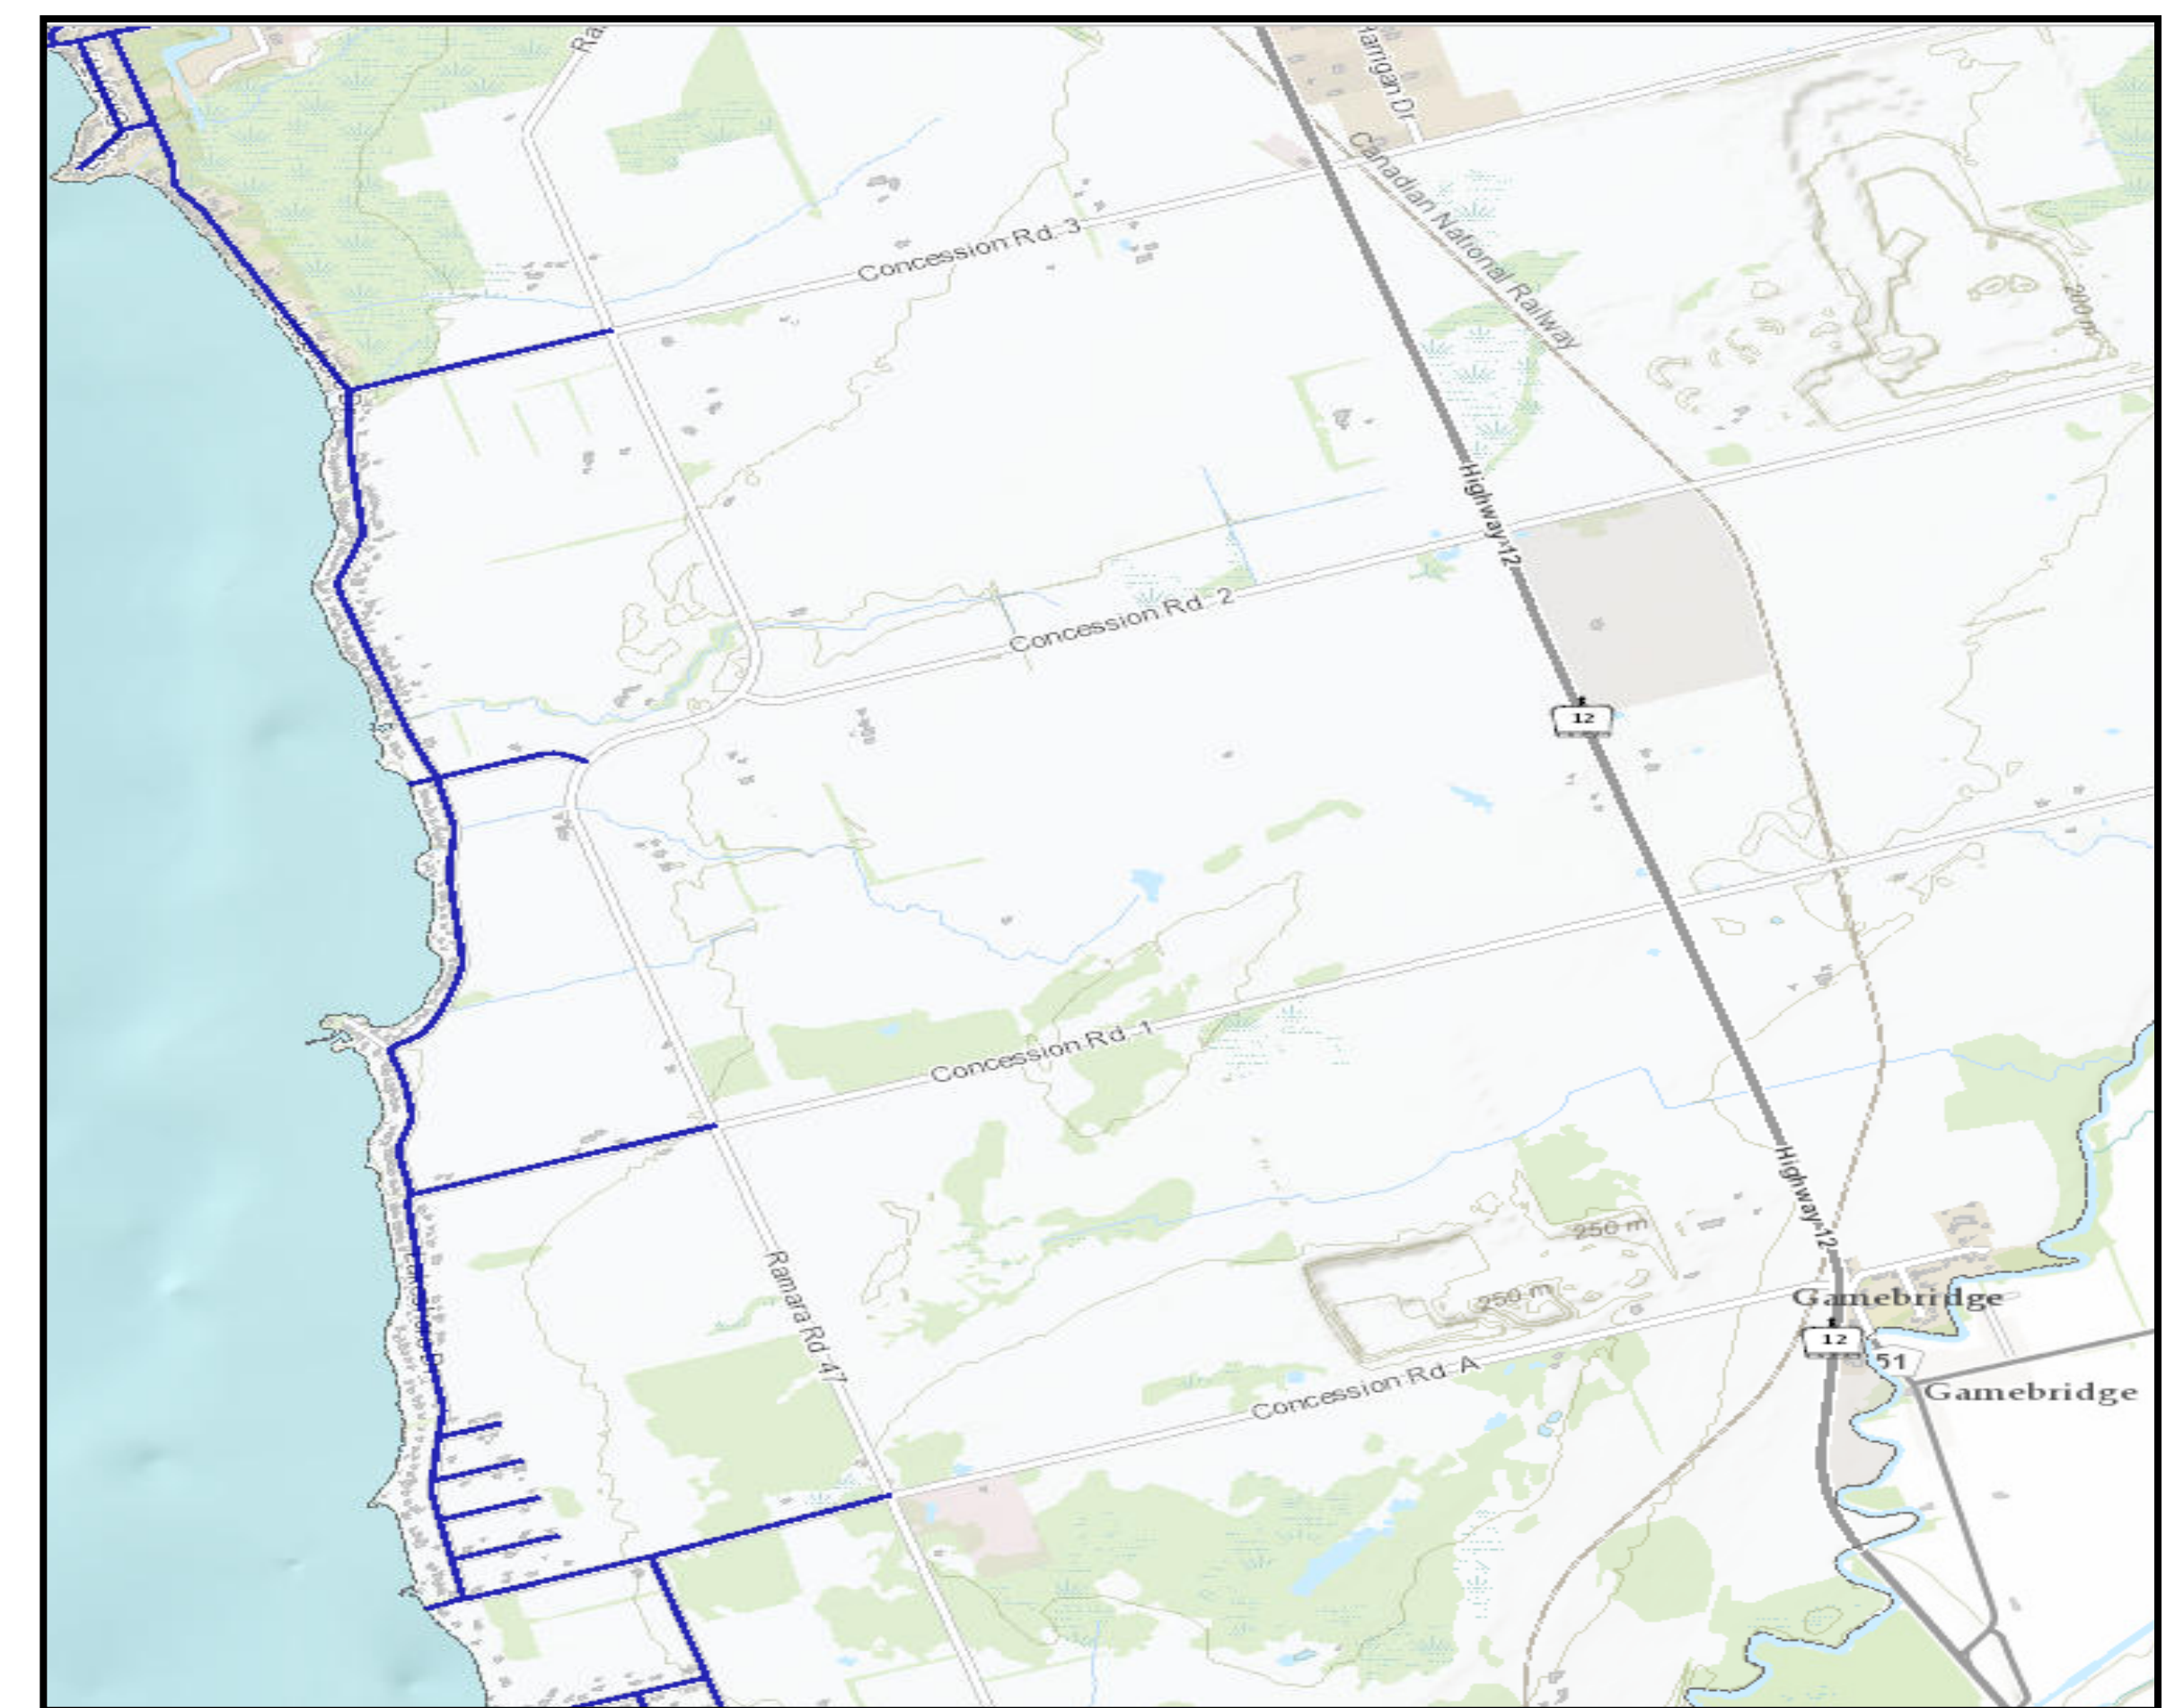 Ra
Harrigan Dr
Canadian National Railway
Concession Rd. 3
200 m
Highway 12
Concession Rd. 2
12
Concession Rd. 1
Highway 12
250 m
Ramara Rd 47
250 m
Gamebridge
12
51
Concession Rd A
Gamebridge